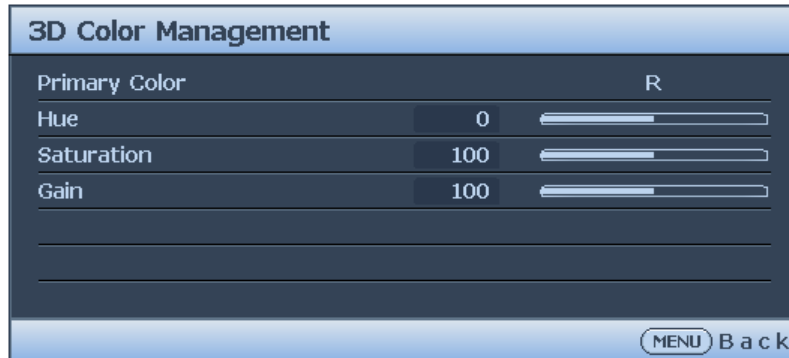 3D Color Management
Primary Color R
Hue 0
Saturation 100
Gain 100
MENU Back